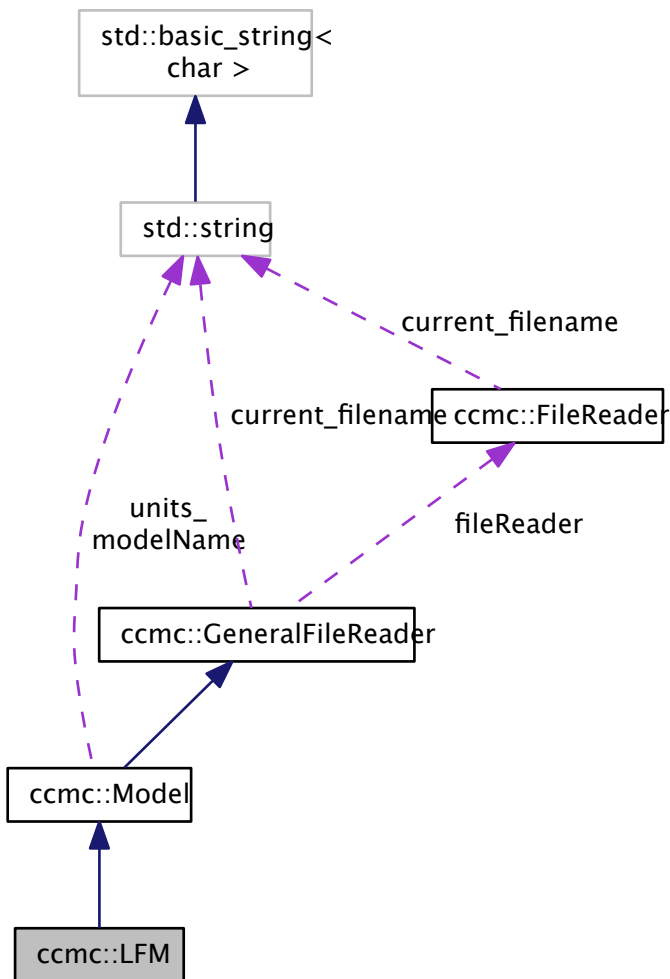 std::basic_string<
char >
std::string
current_filename
current_filename
ccmc::FileReader
units_
modelName
fileReader
ccmc::GeneralFileReader
ccmc::Model
ccmc::LFM